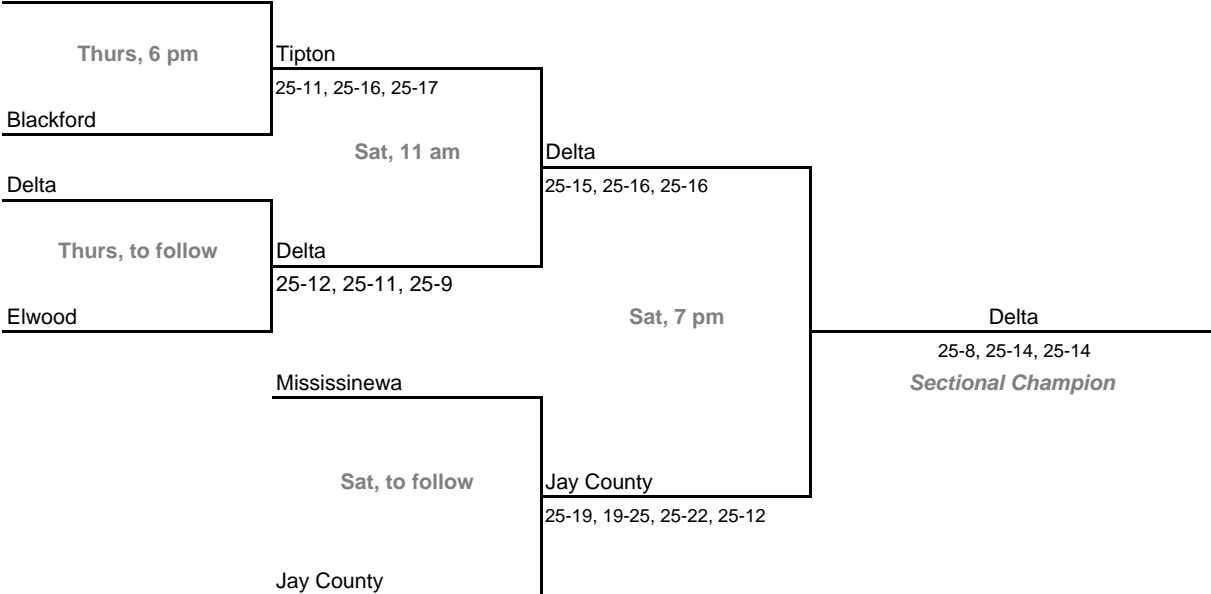 Thurs, 6 pm
Tipton
25-11, 25-16, 25-17
Blackford
Sat, 11 am
Delta
Delta
25-15, 25-16, 25-16
Thurs, to follow
Delta
25-12, 25-11, 25-9
Elwood
Sat, 7 pm
Delta
25-8, 25-14, 25-14
Mississinewa
Sectional Champion
Sat, to follow
Jay County
25-19, 19-25, 25-22, 25-12
Jay County